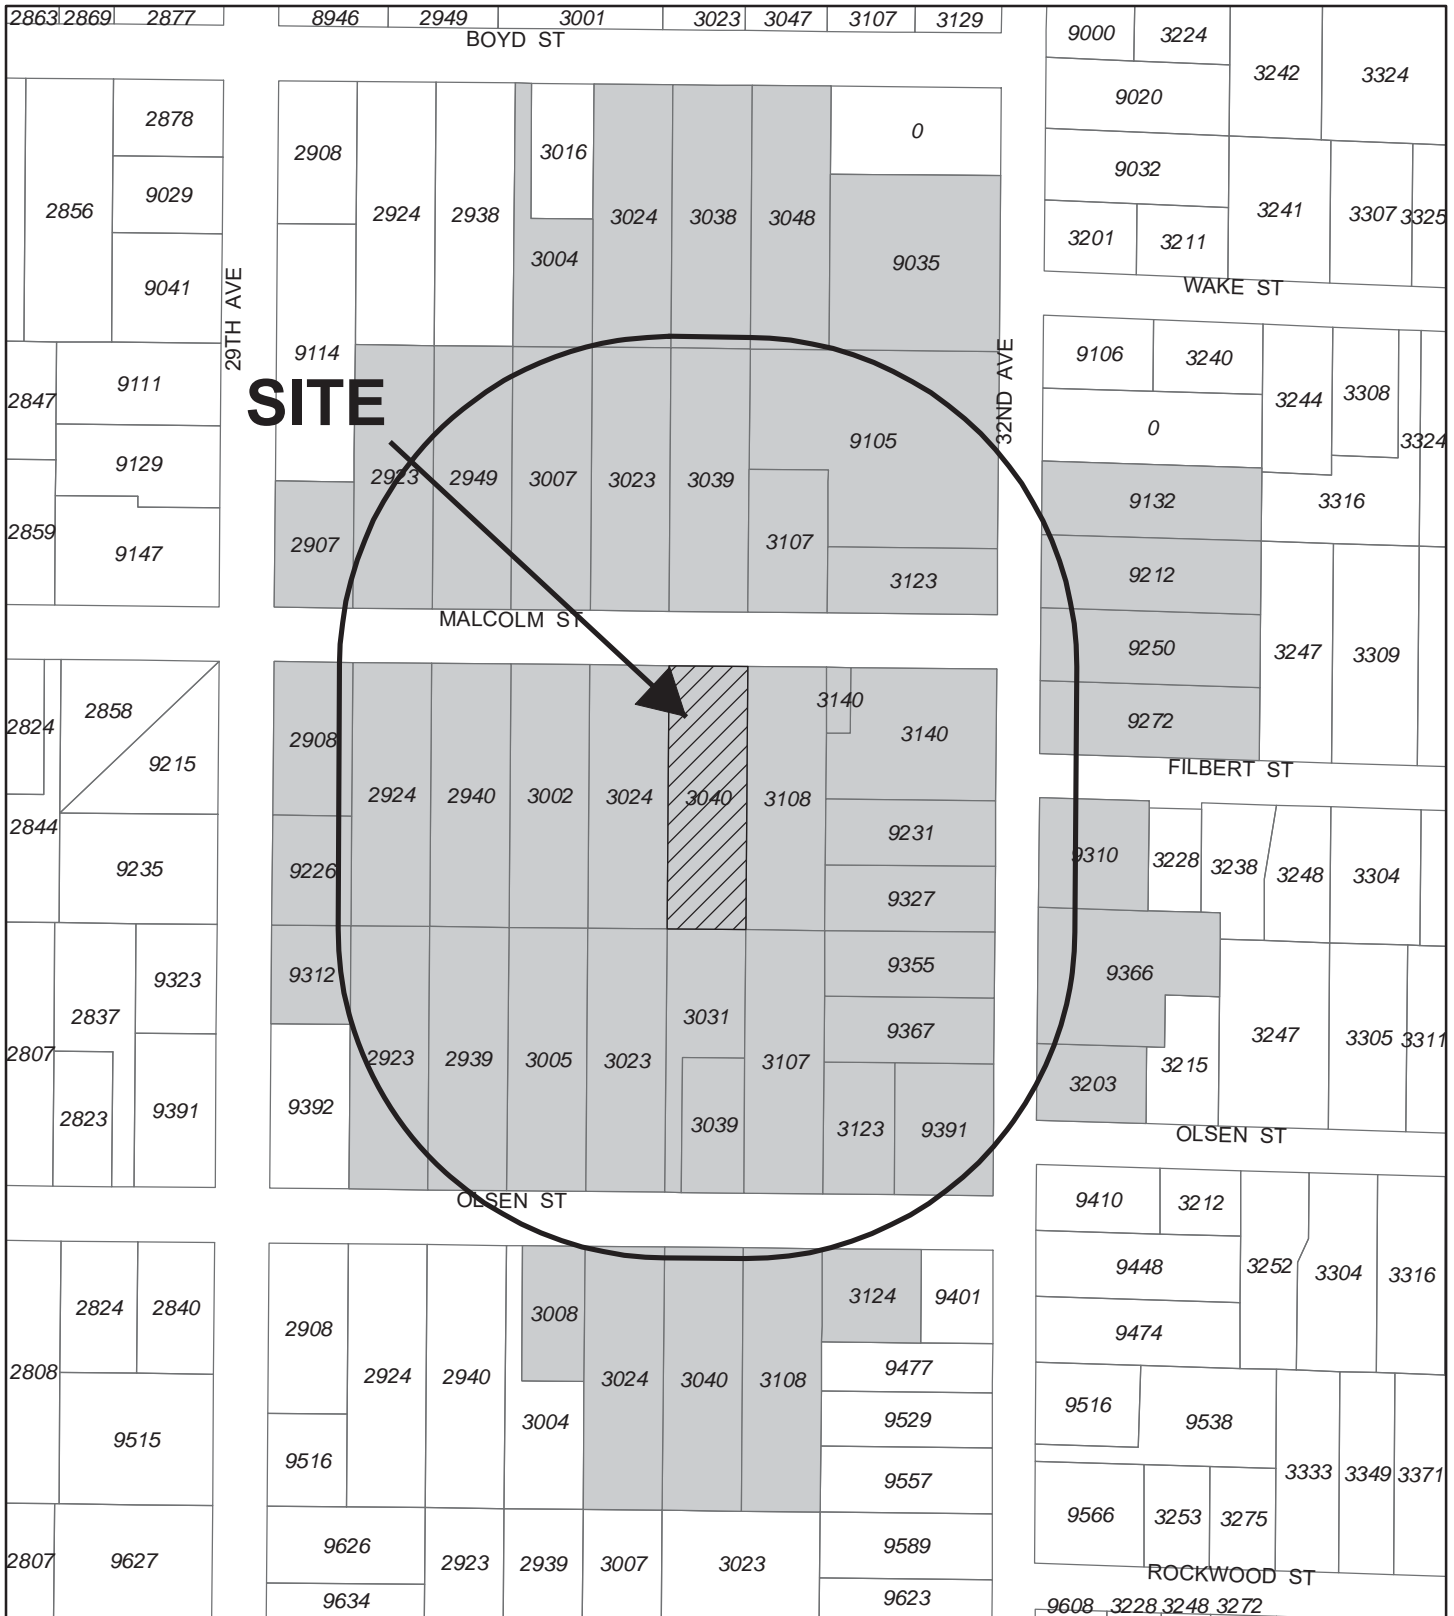 2863 2869 2877 8946 2949 3001 3023 3047 3107 3129
BOYD ST
9000 3224 3242 3324
9020
2878 2908 3016 0
9032
9029 2856 2924 2938 3024 3038 3048 3241 3307 3325
3201 3211
3004 9035
9041
WAKE ST
29TH AVE
9114 9106 3240
32ND AVE
9111
2847
SITE
3244 3308
0
9105 3324
9129 2923 2949 3007 3023 3039
9132 3316
2859 9147 2907 3107
9212
3123
MALCOLM ST
9250 3247 3309
2824 2858 3140
2908 3140 9272
9215
FILBERT ST
2924 2940 3002 3024 3040 3108
2844 9231
9310 3228 3238 3248 3304
9235 9226 9327
9323 9312 9355 9366
2837 3031 9367 3247 3305 3311
2807 2923 2939 3005 3023 3107 3215
3203
2823 9391 9392 3039 3123 9391
OLSEN ST
OLSEN ST
9410 3212
9448 3252 3304 3316
2824 2840 3008 3124 9401
2908
9474
2808 2924 2940 3024 3040 3108 9477
9516 9538
3004 9529
9515 9516 9557 3333 3349 3371
9566 3253 3275
9626 9589
2807 9627 2923 2939 3007 3023
ROCKWOOD ST
9634 9623 9608 3228 3248 3272